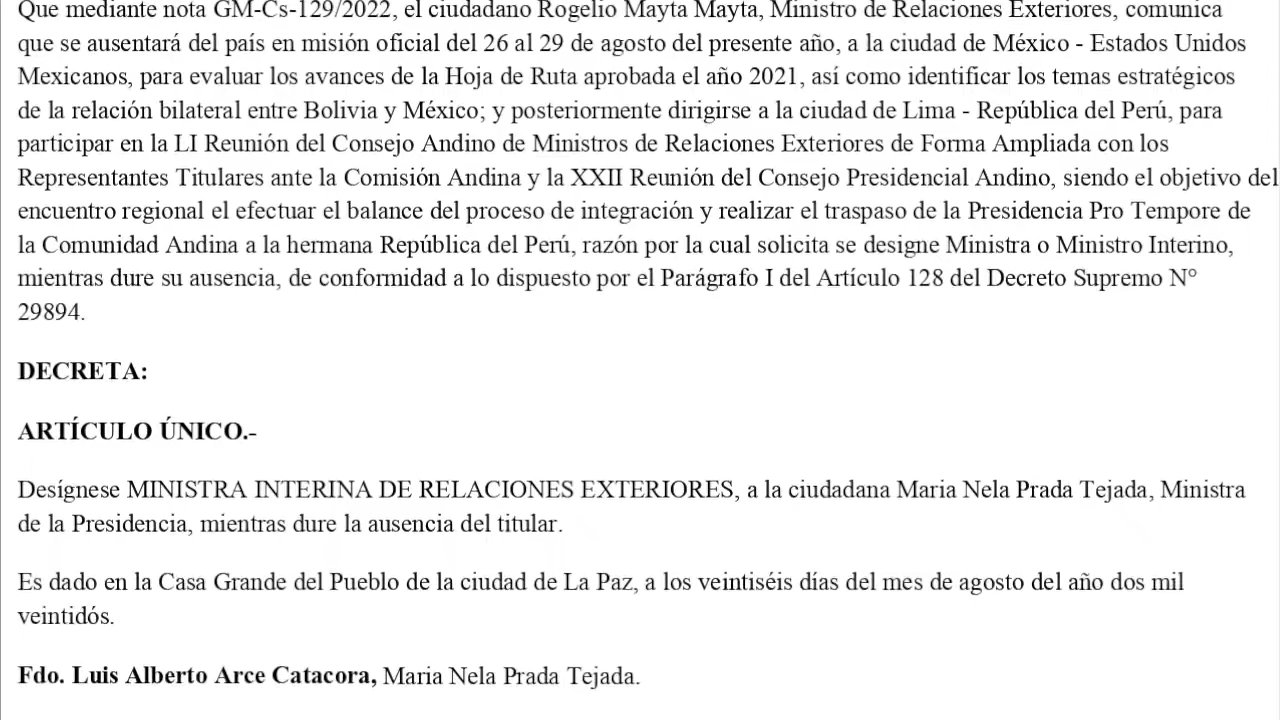 Que mediante nota GM-Cs-129/2022, el ciudadano Rogelio Mayta Mayta, Ministro de Relaciones Exteriores, comunica
que se ausentará del país en misión oficial del 26 al 29 de agosto del presente año, a la ciudad de México - Estados Unidos
Mexicanos, para evaluar los avances de la Hoja de Ruta aprobada el año 2021, así como identificar los temas estratégicos
de la relación bilateral entre Bolivia y México; y posteriormente dirigirse a la ciudad de Lima - República del Perú, para
participar en la LI Reunión del Consejo Andino de Ministros de Relaciones Exteriores de Forma Ampliada con los
Representantes Titulares ante la Comisión Andina y la XXII Reunión del Consejo Presidencial Andino, siendo el objetivo del
encuentro regional el efectuar el balance del proceso de integración y realizar el traspaso de la Presidencia Pro Tempore de
la Comunidad Andina a la hermana República del Perú, razón por la cual solicita se designe Ministra o Ministro Interino,
mientras dure su ausencia, de conformidad a lo dispuesto por el Parágrafo I del Artículo 128 del Decreto Supremo N°
29894.
DECRETA:
ARTÍCULO ÚNICO.-
Desígnese MINISTRA INTERINA DE RELACIONES EXTERIORES, a la ciudadana Maria Nela Prada Tejada, Ministra
de la Presidencia, mientras dure la ausencia del titular.
Es dado en la Casa Grande del Pueblo de la ciudad de La Paz, a los veintiséis días del mes de agosto del año dos mil
veintidós.
Fdo. Luis Alberto Arce Catacora, Maria Nela Prada Tejada.